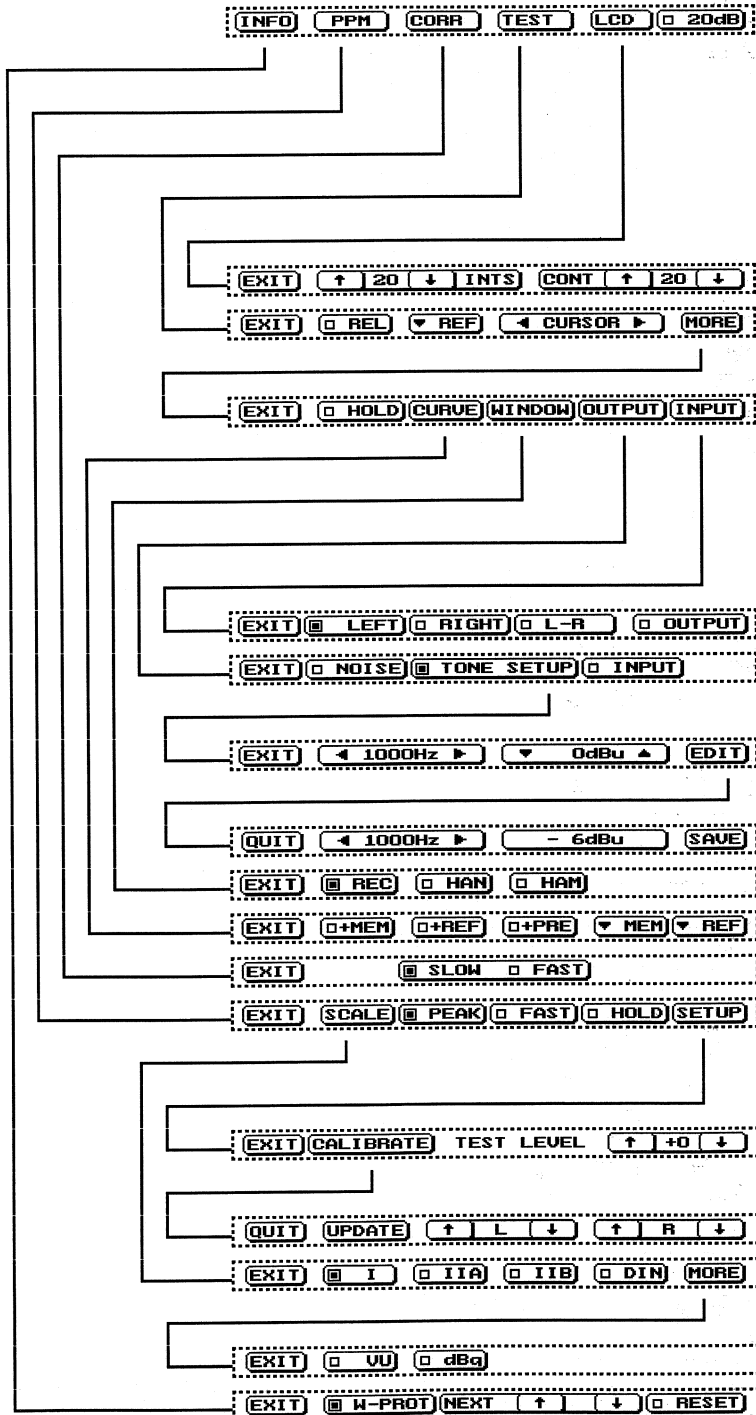 INFO PPM CORR TEST LCD 20dB
EXIT ↑ 20 ↓ INTS CONT ↑ 20 ↓
EXIT REL ▼ REF ◄ CURSOR ► MORE
EXIT HOLD CURVE WINDOW OUTPUT INPUT
EXIT LEFT RIGHT L-R OUTPUT
EXIT NOISE TONE SETUP INPUT
EXIT ◄ 1000Hz ► ▼ 0dBu ▲ EDIT
QUIT ◄ 1000Hz ► - 6dBu SAVE
EXIT REC HAN HAM
EXIT +MEM +REF +PRE ▼ MEM ▼ REF
EXIT SLOW FAST
EXIT SCALE PEAK FAST HOLD SETUP
EXIT CALIBRATE TEST LEVEL ↑ +0 ↓
QUIT UPDATE ↑ L ↓ ↑ R ↓
EXIT I IIA IIB DIN MORE
EXIT VU dBq
EXIT W-PROT NEXT ↑ ↓ RESET